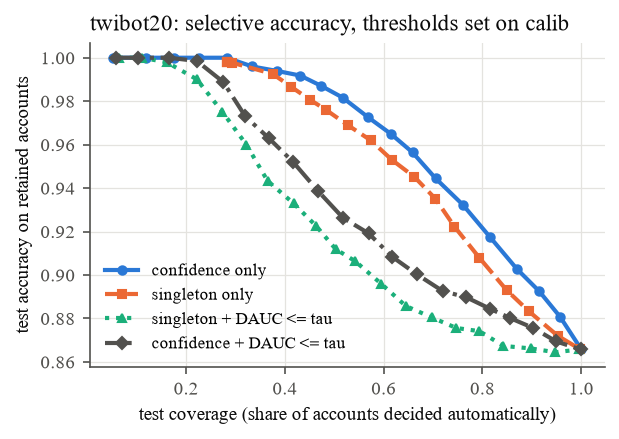 twibot20: selective accuracy, thresholds set on calib
test accuracy on retained accounts
1.00
0.98
0.96
0.94
0.92
0.90
0.88
0.86
confidence only
singleton only
singleton + DAUC <= tau
confidence + DAUC <= tau
0.2
0.4
0.6
0.8
1.0
test coverage (share of accounts decided automatically)